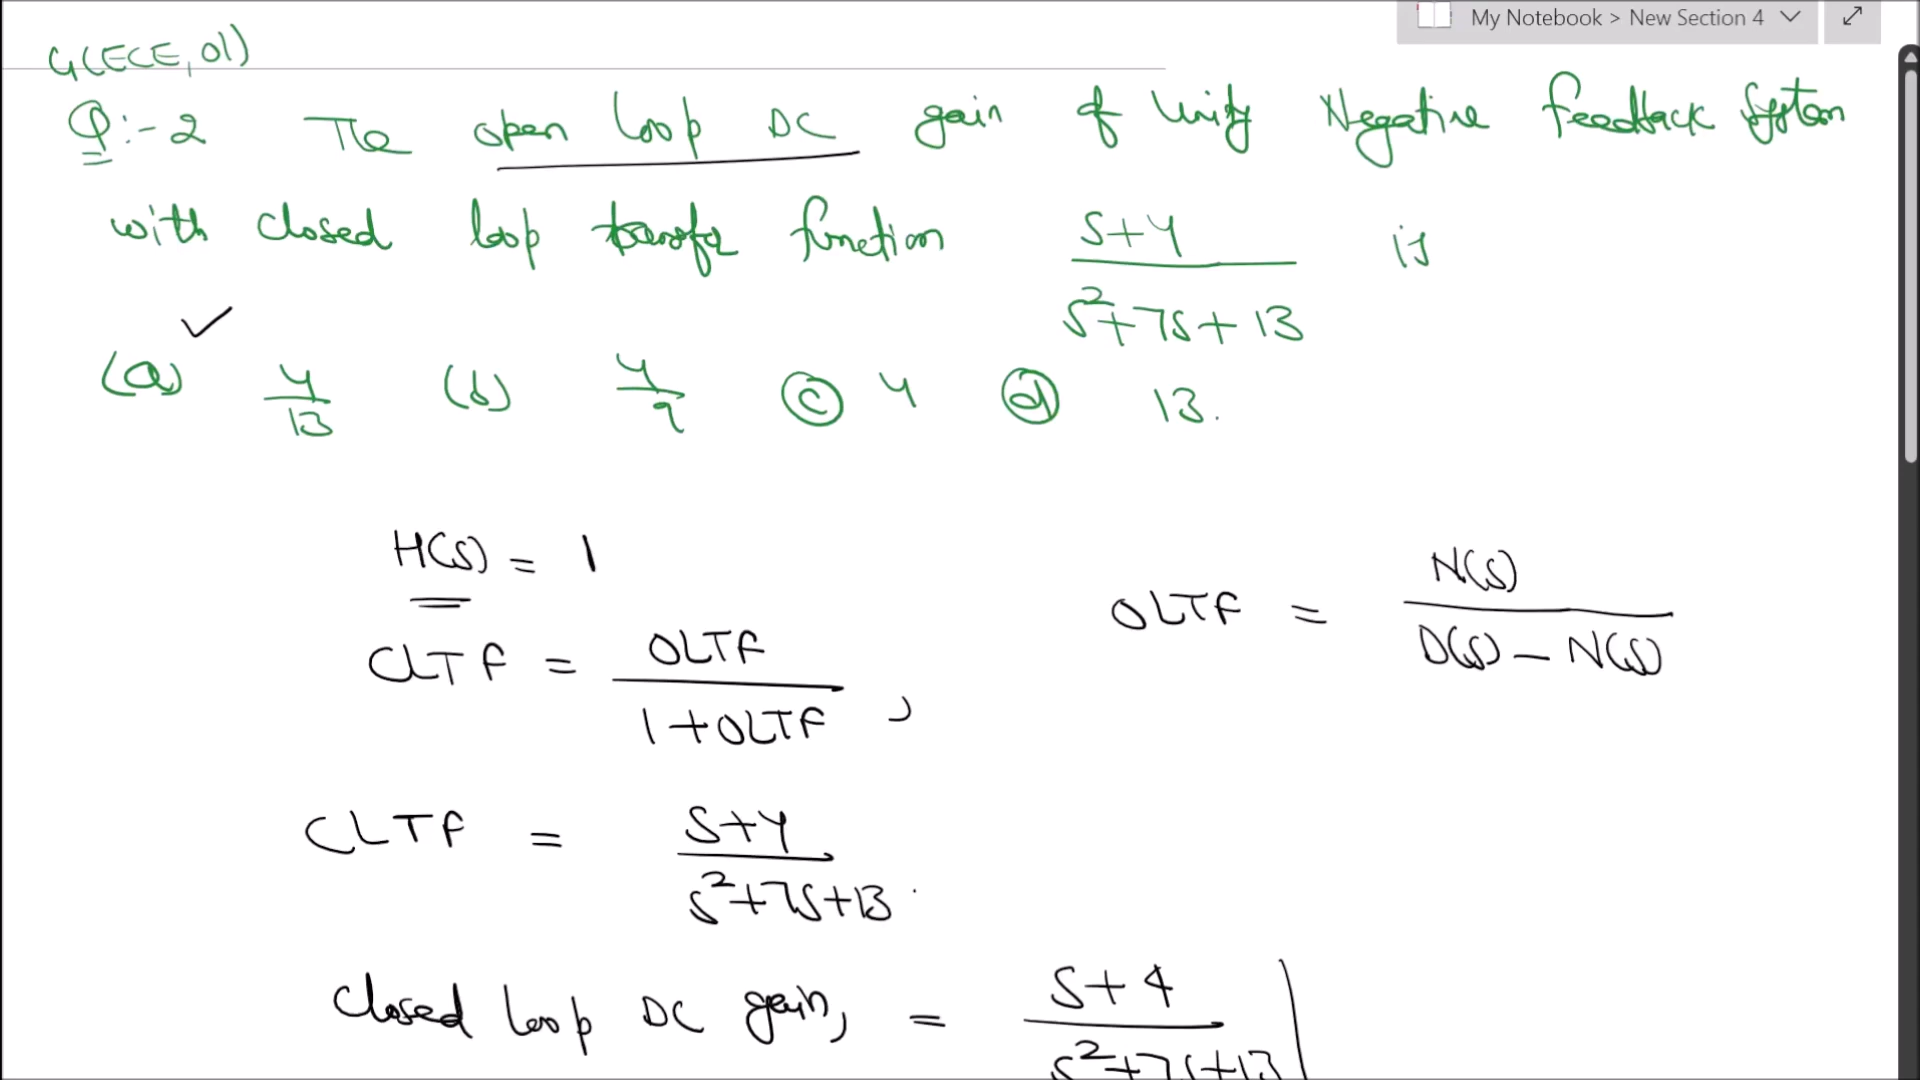 My Notebook > New Section 4
G(ECE, 01)
Q:-2 The open loop DC gain of Unity Negative feedback System
with closed loop transfer function s+4 / s²+7s+13 is
(a) 4/13 (b) 4/9 (c) 4 (d) 13.
H(s) = 1
CLTF = OLTF / 1+OLTF ,
OLTF = N(s) / D(s) - N(s)
CLTF = s+4 / s²+7s+13.
Closed loop DC gain, = s+4 / s²+7s+13